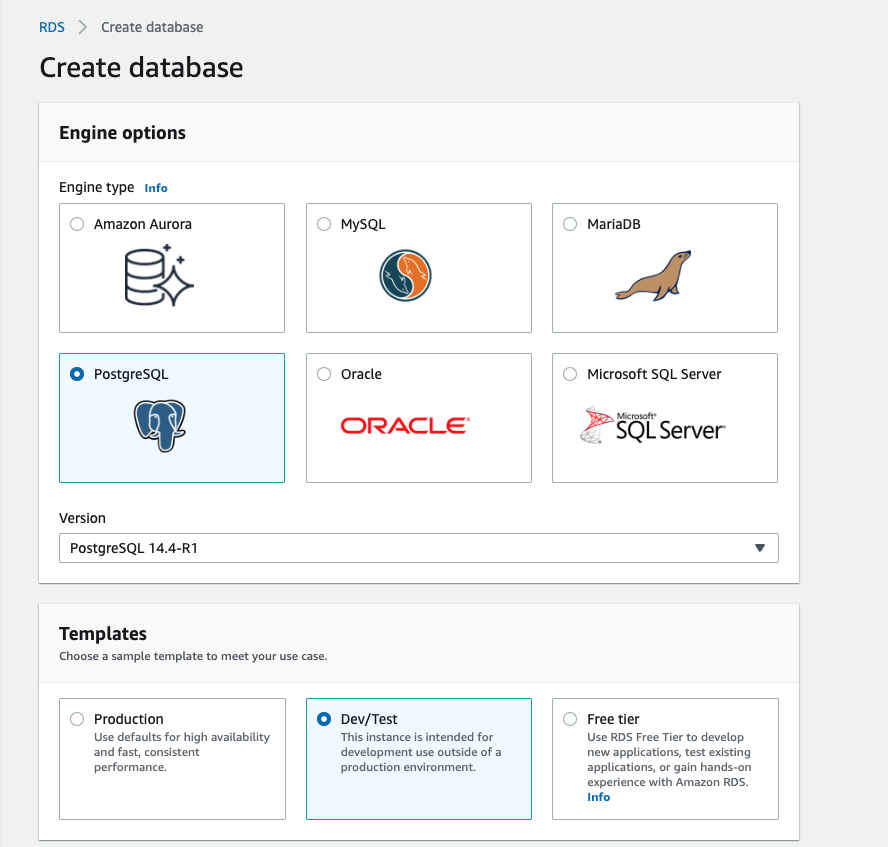 RDS > Create database
Create database
Engine options
Engine type Info
Amazon Aurora
MySQL
MariaDB
PostgreSQL
Oracle
ORACLE®
Microsoft SQL Server
Microsoft®
SQL Server®
Version
PostgreSQL 14.4-R1
Templates
Choose a sample template to meet your use case.
Production
Use defaults for high availability
and fast, consistent
performance.
Dev/Test
This instance is intended for
development use outside of a
production environment.
Free tier
Use RDS Free Tier to develop
new applications, test existing
applications, or gain hands-on
experience with Amazon RDS.
Info